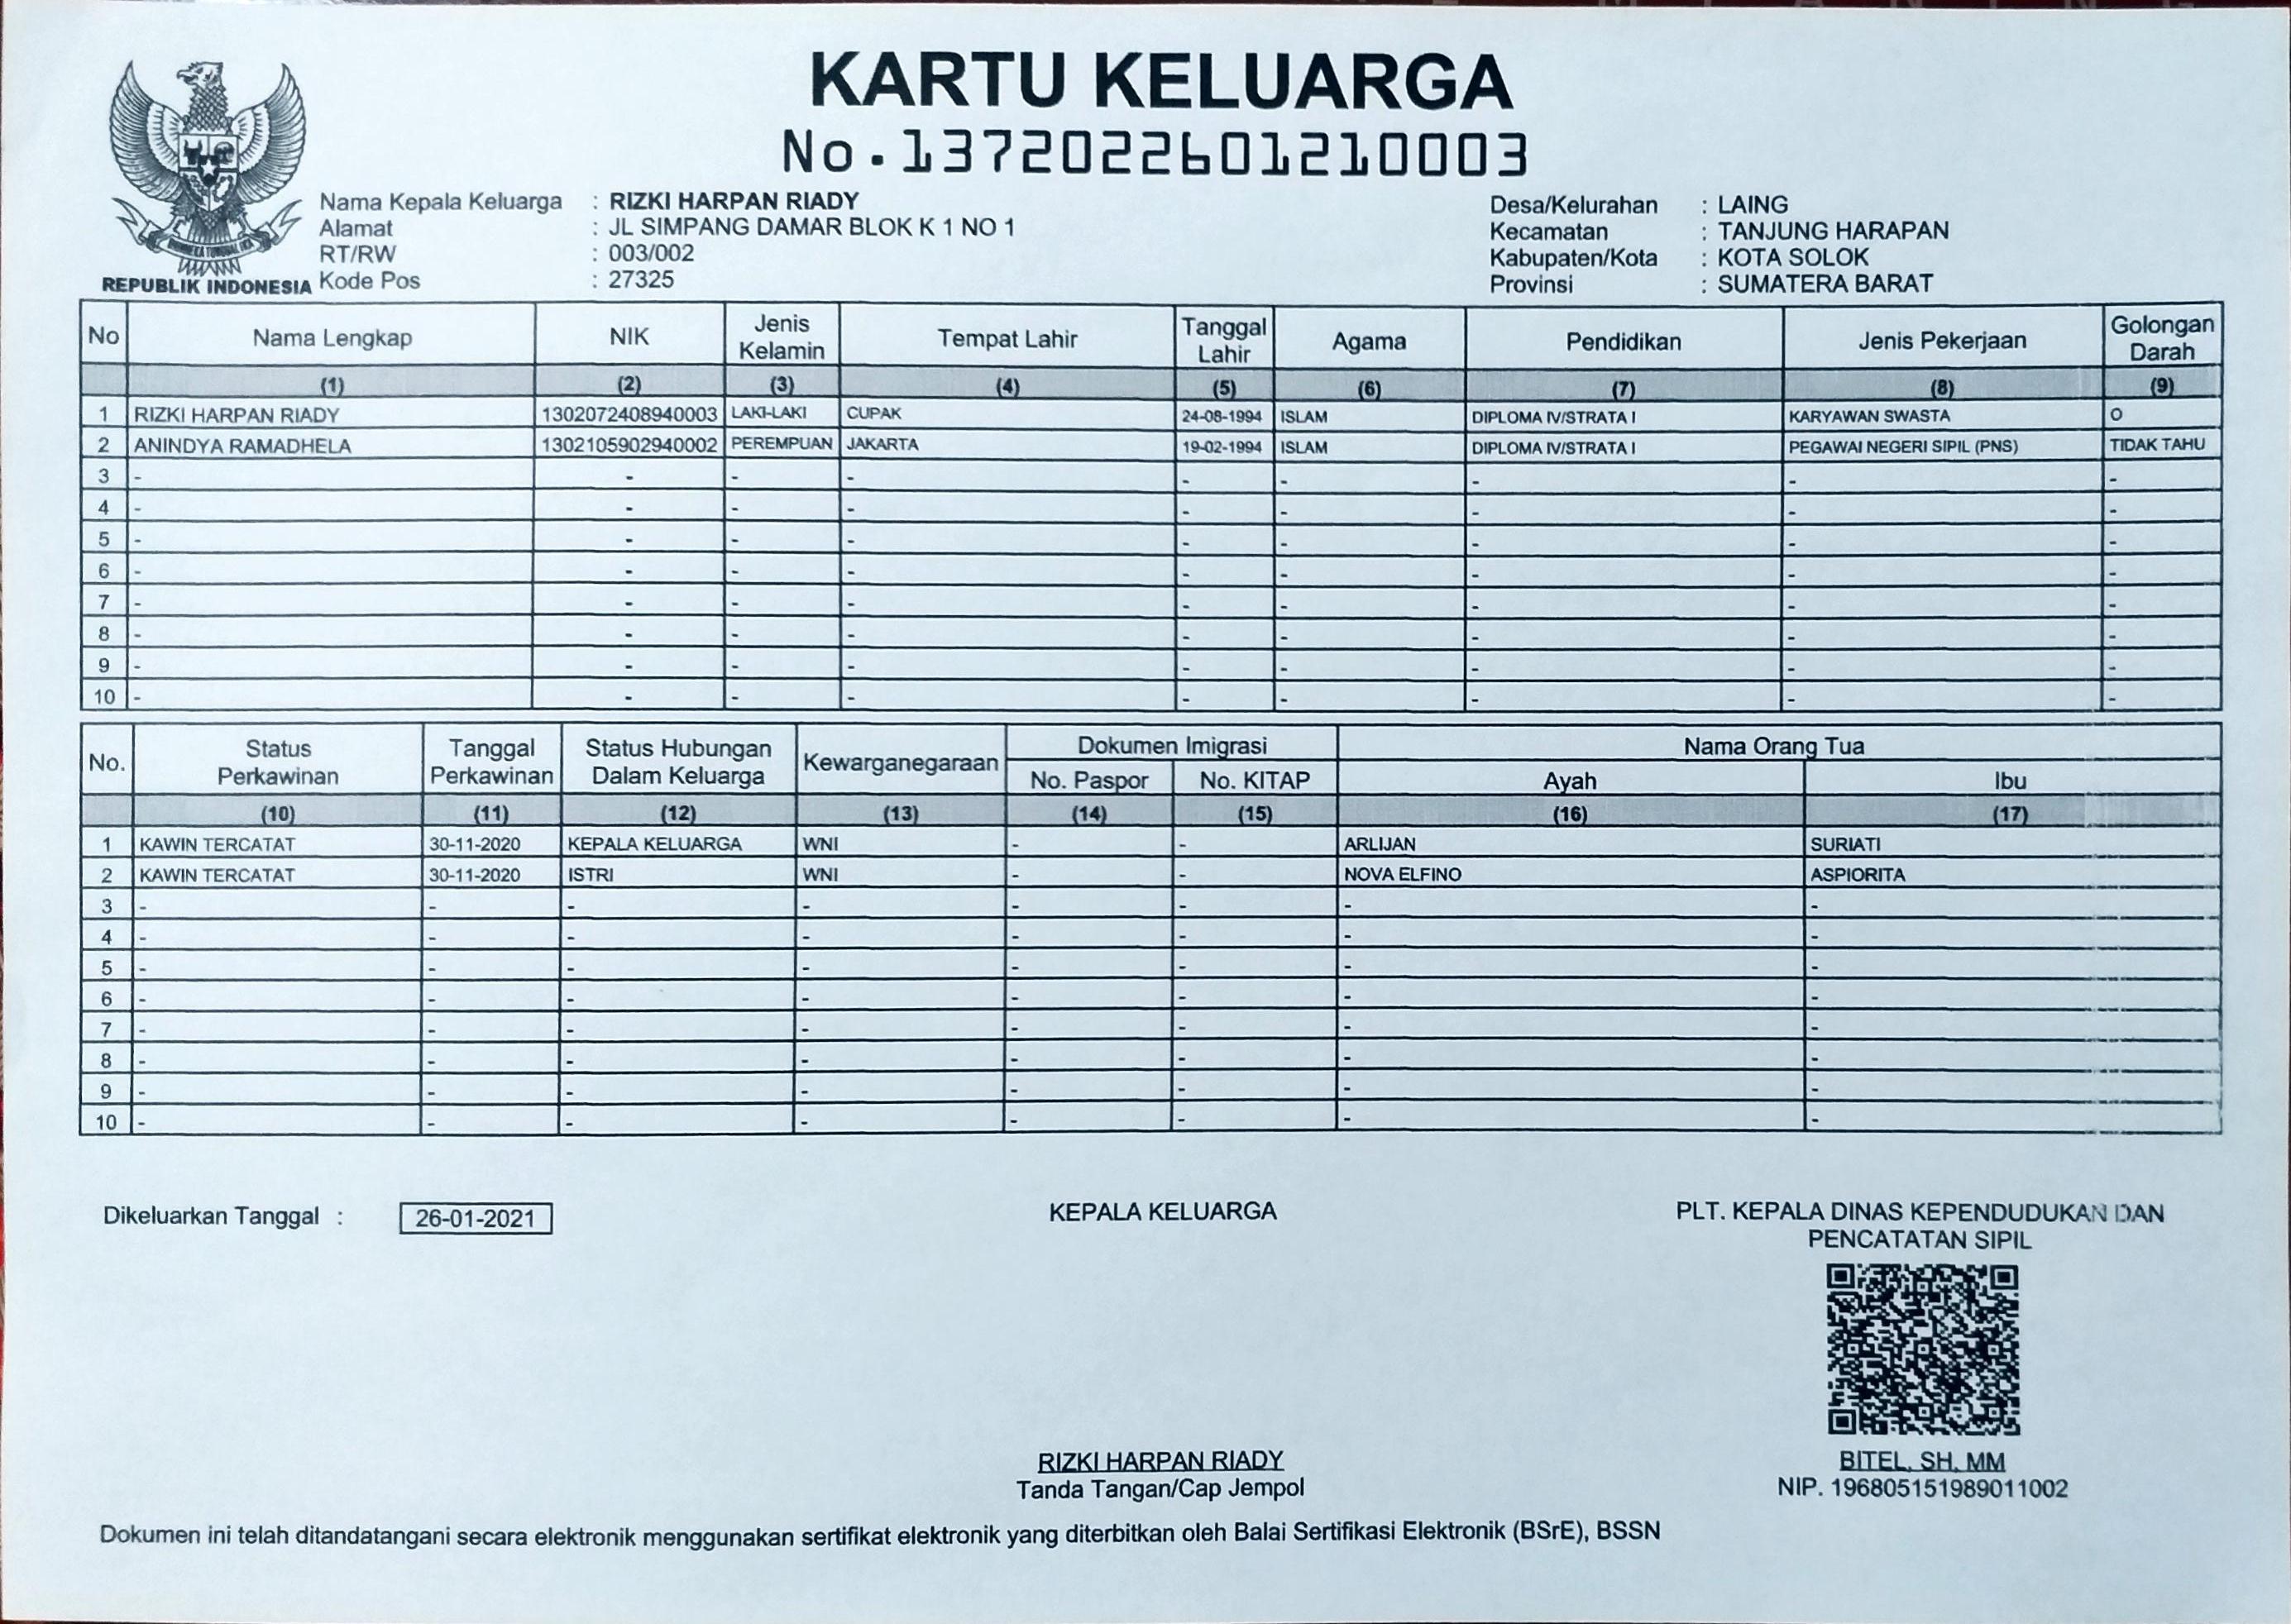 KARTU KELUARGA
No.1372022601210003
Nama Kepala Keluarga : RIZKI HARPAN RIADY
Alamat : JL SIMPANG DAMAR BLOK K 1 NO 1
RT/RW : 003/002
Kode Pos : 27325
REPUBLIK INDONESIA
Desa/Kelurahan : LAING
Kecamatan : TANJUNG HARAPAN
Kabupaten/Kota : KOTA SOLOK
Provinsi : SUMATERA BARAT
No Nama Lengkap NIK Jenis Kelamin Tempat Lahir Tanggal Lahir Agama Pendidikan Jenis Pekerjaan Golongan Darah
(1) (2) (3) (4) (5) (6) (7) (8) (9)
1 RIZKI HARPAN RIADY 1302072408940003 LAKI-LAKI CUPAK 24-08-1994 ISLAM DIPLOMA IV/STRATA I KARYAWAN SWASTA O
2 ANINDYA RAMADHELA 1302105902940002 PEREMPUAN JAKARTA 19-02-1994 ISLAM DIPLOMA IV/STRATA I PEGAWAI NEGERI SIPIL (PNS) TIDAK TAHU
3 - - - - - - - - -
4 - - - - - - - - -
5 - - - - - - - - -
6 - - - - - - - - -
7 - - - - - - - - -
8 - - - - - - - - -
9 - - - - - - - - -
10 - - - - - - - - -
No. Status Perkawinan Tanggal Perkawinan Status Hubungan Dalam Keluarga Kewarganegaraan Dokumen Imigrasi Nama Orang Tua
No. Paspor No. KITAP Ayah Ibu
(10) (11) (12) (13) (14) (15) (16) (17)
1 KAWIN TERCATAT 30-11-2020 KEPALA KELUARGA WNI - - ARLIJAN SURIATI
2 KAWIN TERCATAT 30-11-2020 ISTRI WNI - - NOVA ELFINO ASPIORITA
3 - - - - - - - -
4 - - - - - - - -
5 - - - - - - - -
6 - - - - - - - -
7 - - - - - - - -
8 - - - - - - - -
9 - - - - - - - -
10 - - - - - - - -
Dikeluarkan Tanggal : 26-01-2021
KEPALA KELUARGA
RIZKI HARPAN RIADY
Tanda Tangan/Cap Jempol
PLT. KEPALA DINAS KEPENDUDUKAN DAN
PENCATATAN SIPIL
BITEL, SH, MM
NIP. 196805151989011002
Dokumen ini telah ditandatangani secara elektronik menggunakan sertifikat elektronik yang diterbitkan oleh Balai Sertifikasi Elektronik (BSrE), BSSN